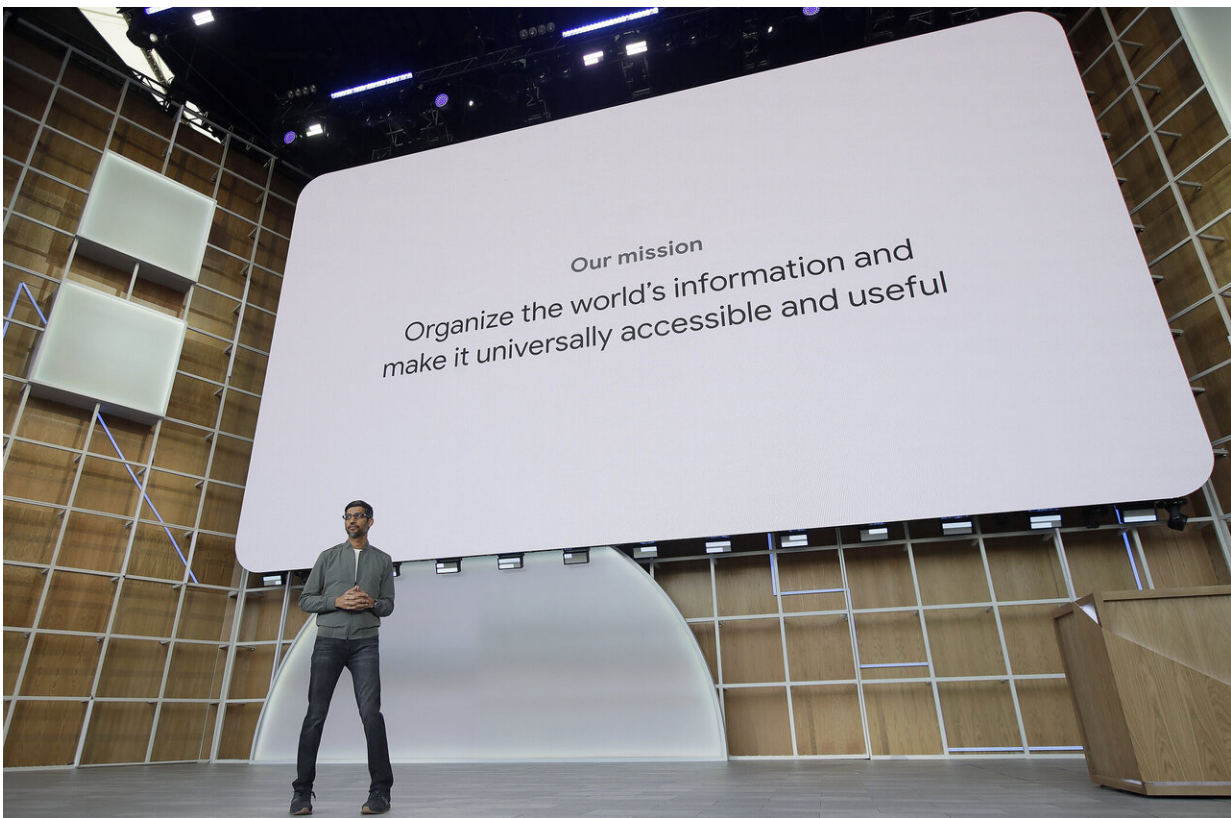 Our mission
Organize the world's information and
make it universally accessible and useful